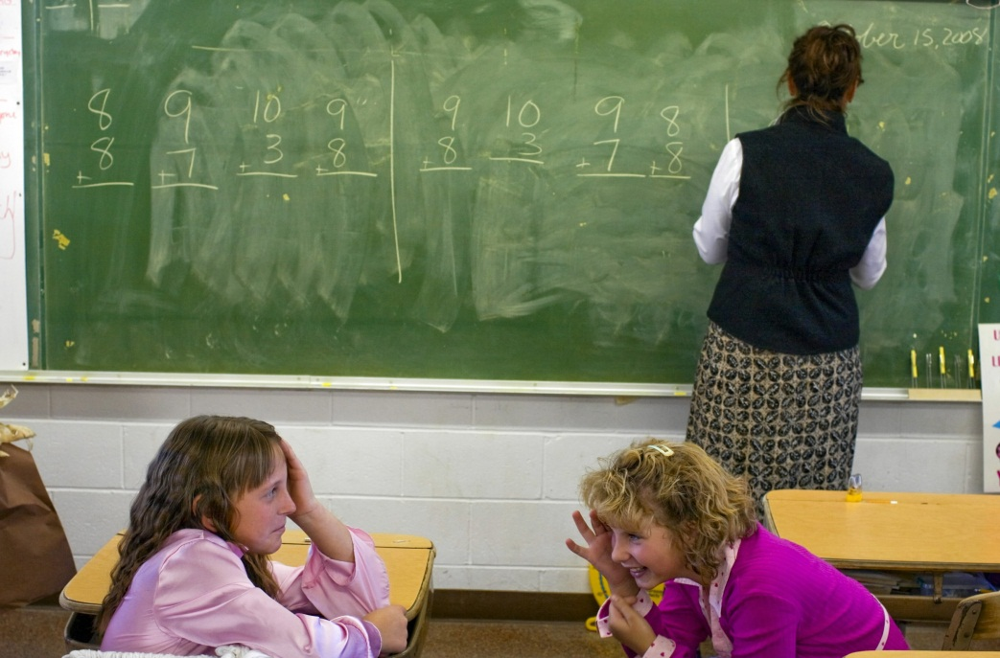 ber 15, 2008
8 9 10 9 9 10 9 8
8 7 3 8 8 3 7 8
+ + + + + + +